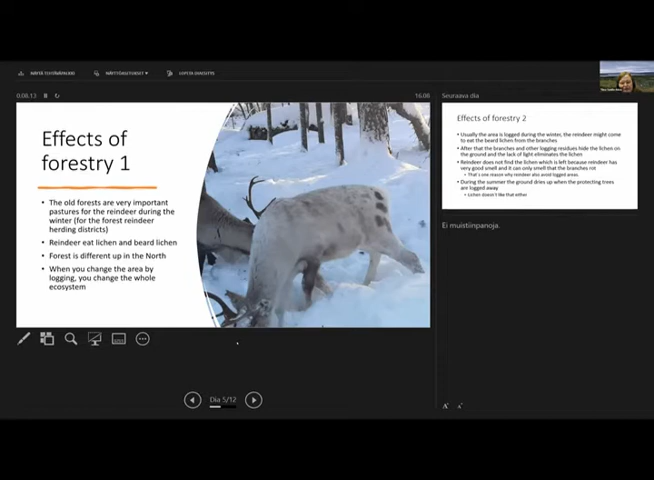 NÄYTÄ TEHTÄVÄPALKKI
NÄYTTÖASETUKSET
LOPETA DIAESITYS
0.08.13
16.08
Seuraava dia
Effects of
forestry 1
• The old forests are very important
pastures for the reindeer during the
winter (for the forest reindeer
herding districts)
• Reindeer eat lichen and beard lichen
• Forest is different up in the North
• When you change the area by
logging, you change the whole
ecosystem
Effects of forestry 2
• Usually the area is logged during the winter, the reindeer might come
to eat the beard lichen from the branches
• After that the branches and other logging residues hide the lichen on
the ground and the lack of light eliminates the lichen
• Reindeer does not find the lichen which is left because reindeer has
very good smell and it can only smell that the branches rot
• That´s one reason why reindeer also avoid logged areas
• During the summer the ground dries up when the protecting trees
are logged away
• Lichen doesn´t like that either
Ei muistiinpanoja.
Dia 5/12
A
A